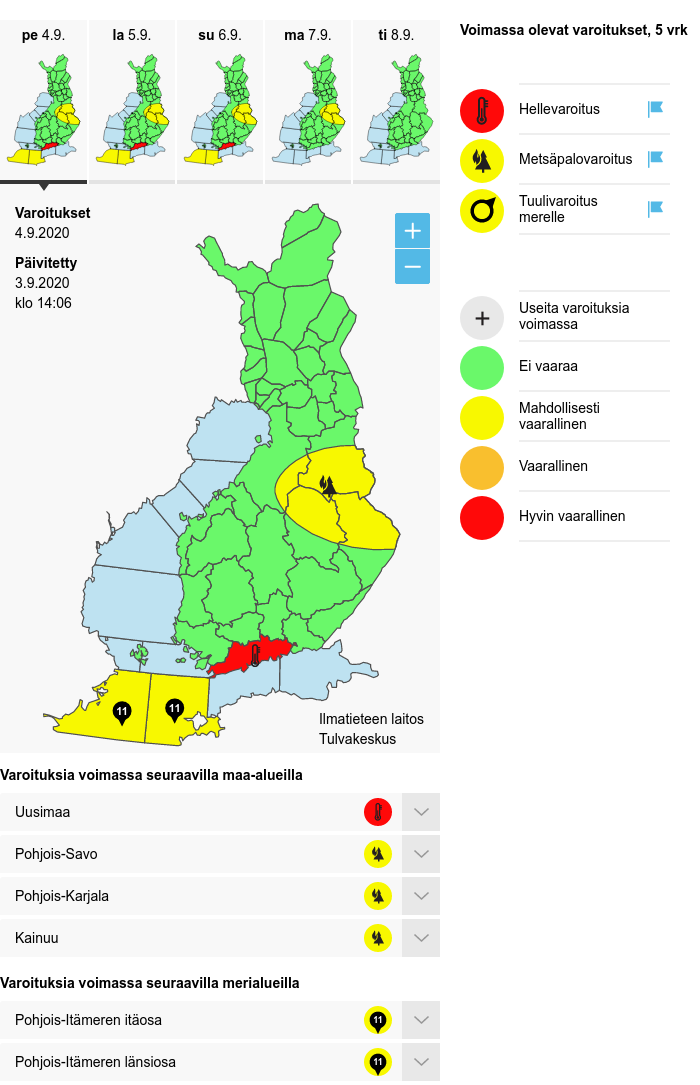 pe 4.9.
la 5.9.
su 6.9.
ma 7.9.
ti 8.9.
Varoitukset
4.9.2020
Päivitetty
3.9.2020
klo 14:06
+
−
11
11
Ilmatieteen laitos
Tulvakeskus
Voimassa olevat varoitukset, 5 vrk
Hellevaroitus
Metsäpalovaroitus
Tuulivaroitus
merelle
+
Useita varoituksia
voimassa
Ei vaaraa
Mahdollisesti
vaarallinen
Vaarallinen
Hyvin vaarallinen
Varoituksia voimassa seuraavilla maa-alueilla
Uusimaa
Pohjois-Savo
Pohjois-Karjala
Kainuu
Varoituksia voimassa seuraavilla merialueilla
Pohjois-Itämeren itäosa
11
Pohjois-Itämeren länsiosa
11